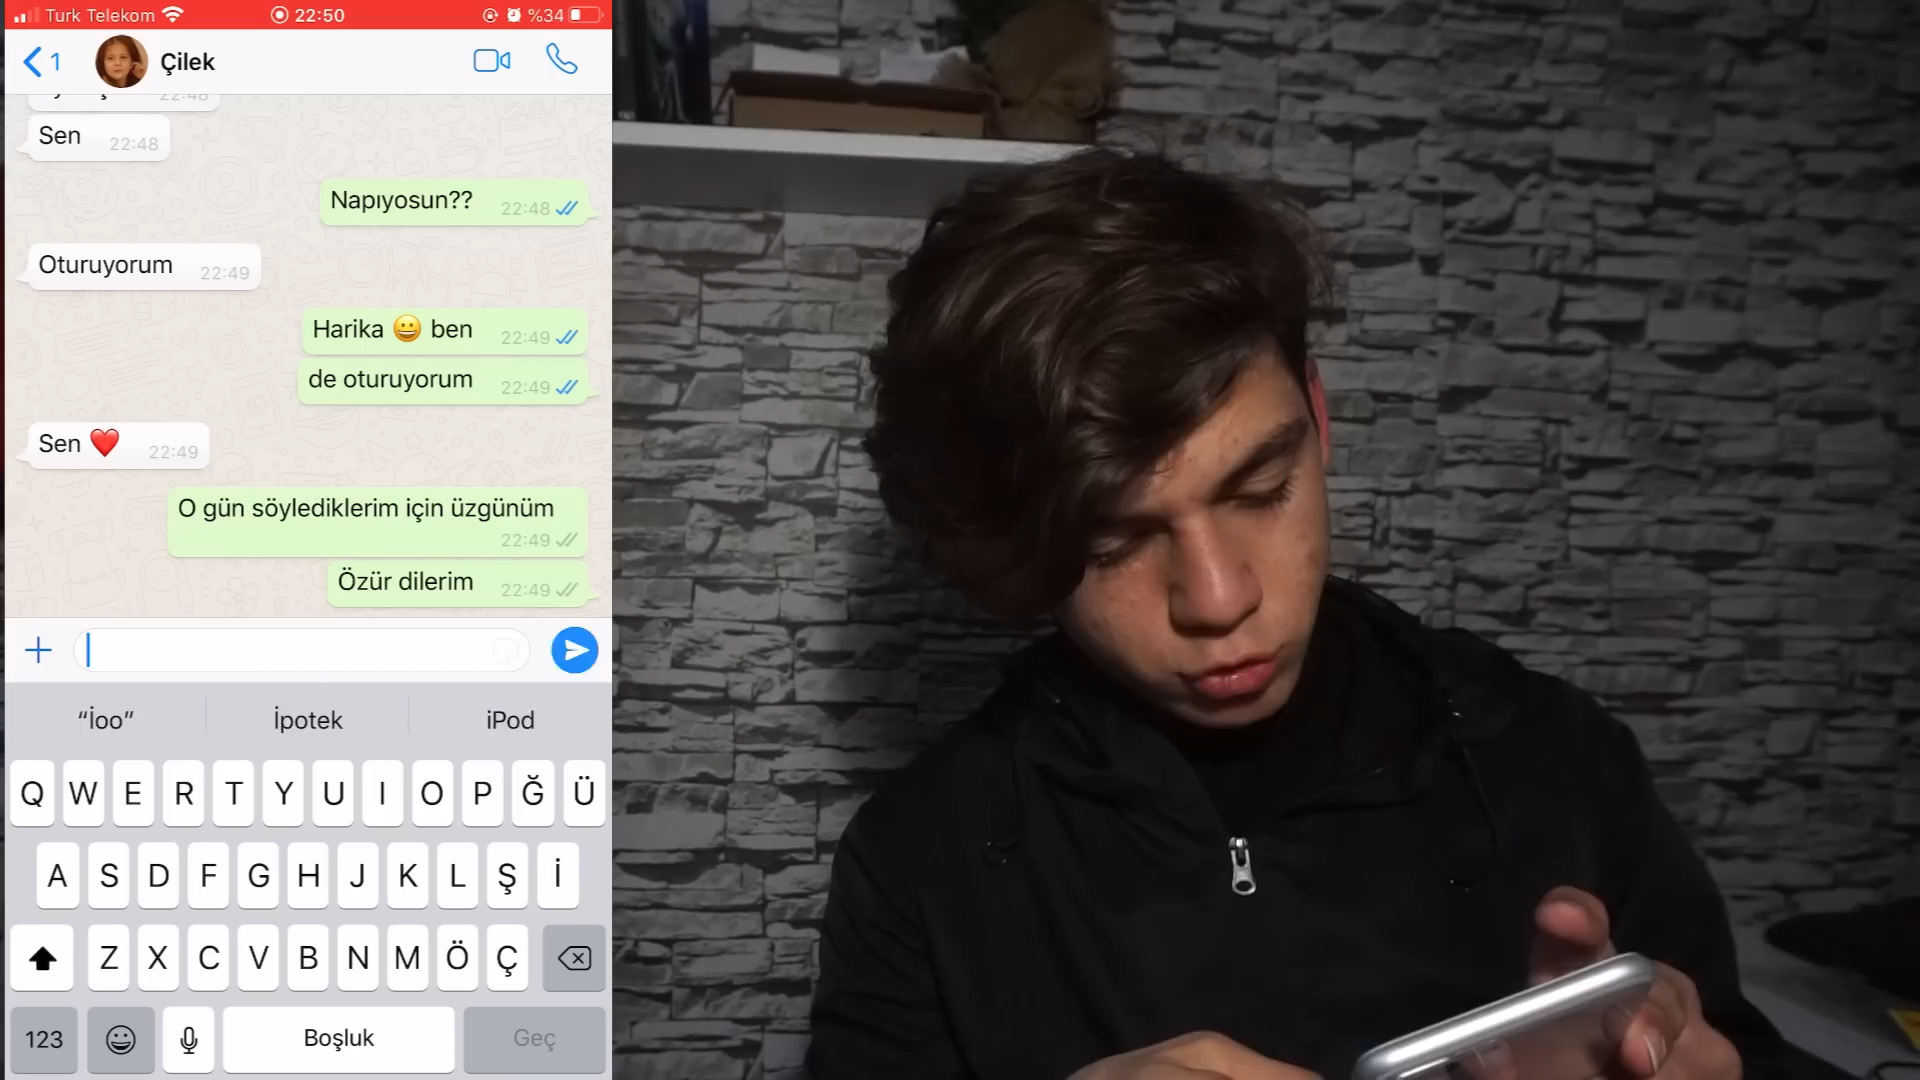 Turk Telekom 22:50 %34
1 Çilek
22:48
Sen 22:48
Napıyosun?? 22:48
Oturuyorum 22:49
Harika 😀 ben 22:49
de oturuyorum 22:49
Sen ❤️ 22:49
O gün söylediklerim için üzgünüm
22:49
Özür dilerim 22:49
“İoo” İpotek iPod
Q W E R T Y U I O P Ğ Ü
A S D F G H J K L Ş İ
Z X C V B N M Ö Ç
123 Boşluk Geç